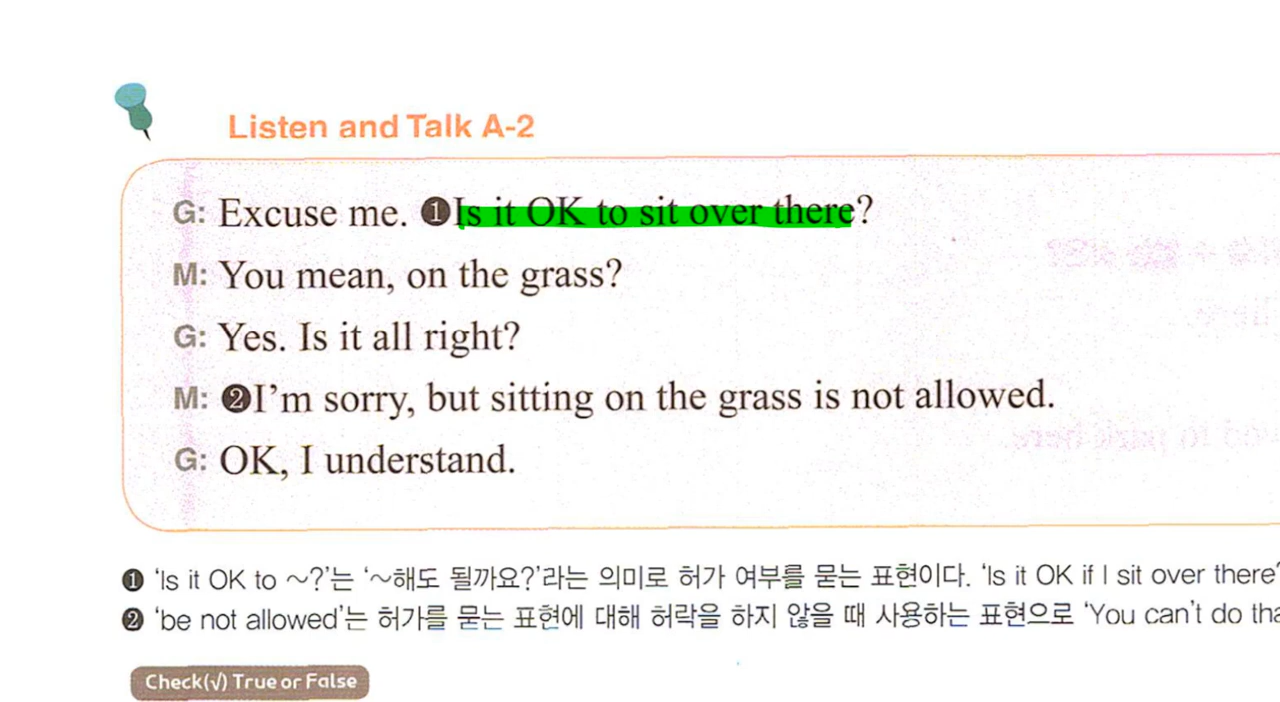 Listen and Talk A-2
G: Excuse me. ❶Is it OK to sit over there?
M: You mean, on the grass?
G: Yes. Is it all right?
M: ❷I'm sorry, but sitting on the grass is not allowed.
G: OK, I understand.
❶ 'Is it OK to ~?'는 '~해도 될까요?'라는 의미로 허가 여부를 묻는 표현이다. 'Is it OK if I sit over there?
❷ 'be not allowed'는 허가를 묻는 표현에 대해 허락을 하지 않을 때 사용하는 표현으로 'You can't do
Check(√) True or False